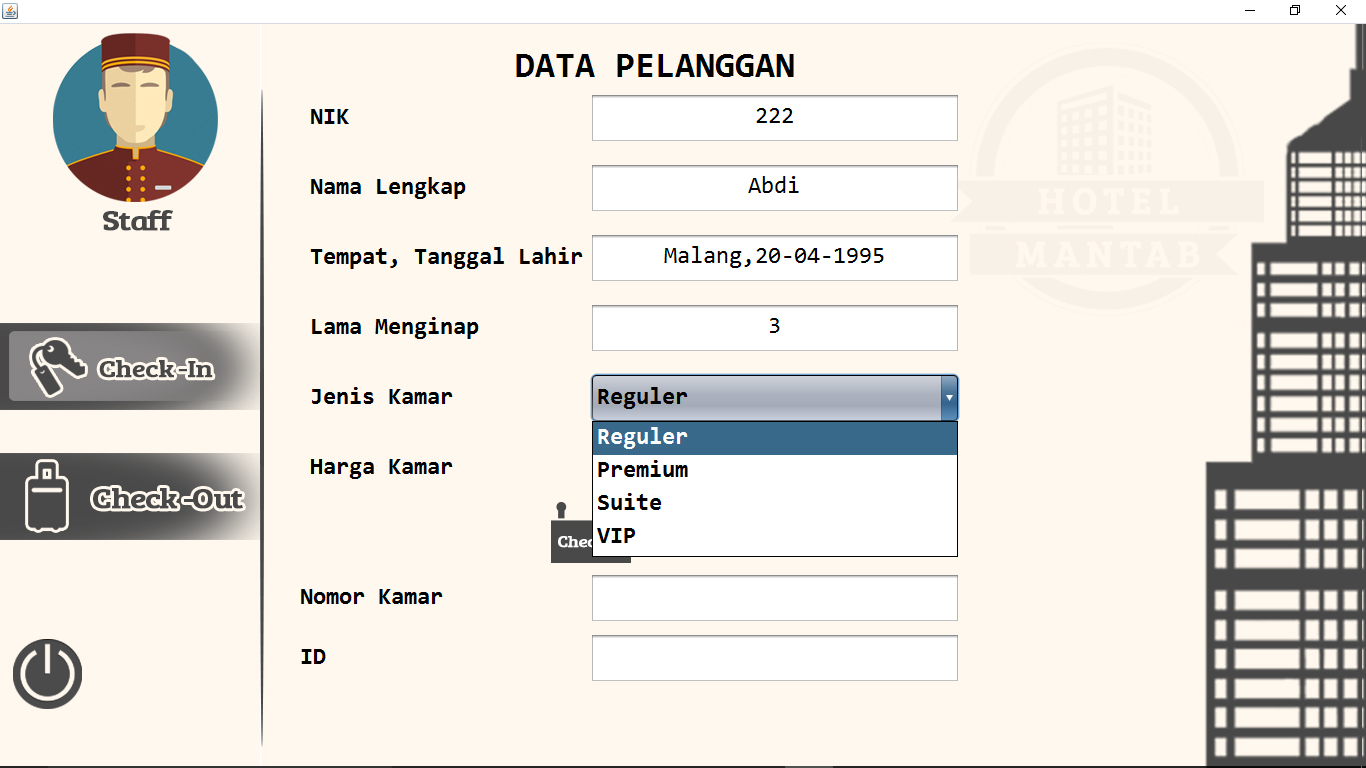 DATA PELANGGAN
NIK
222
Nama Lengkap
Abdi
Tempat, Tanggal Lahir
Malang,20-04-1995
Lama Menginap
3
Jenis Kamar
Reguler
Reguler
Premium
Suite
VIP
Harga Kamar
Nomor Kamar
ID
Staff
Check-In
Check-Out
HOTEL
MANTAB